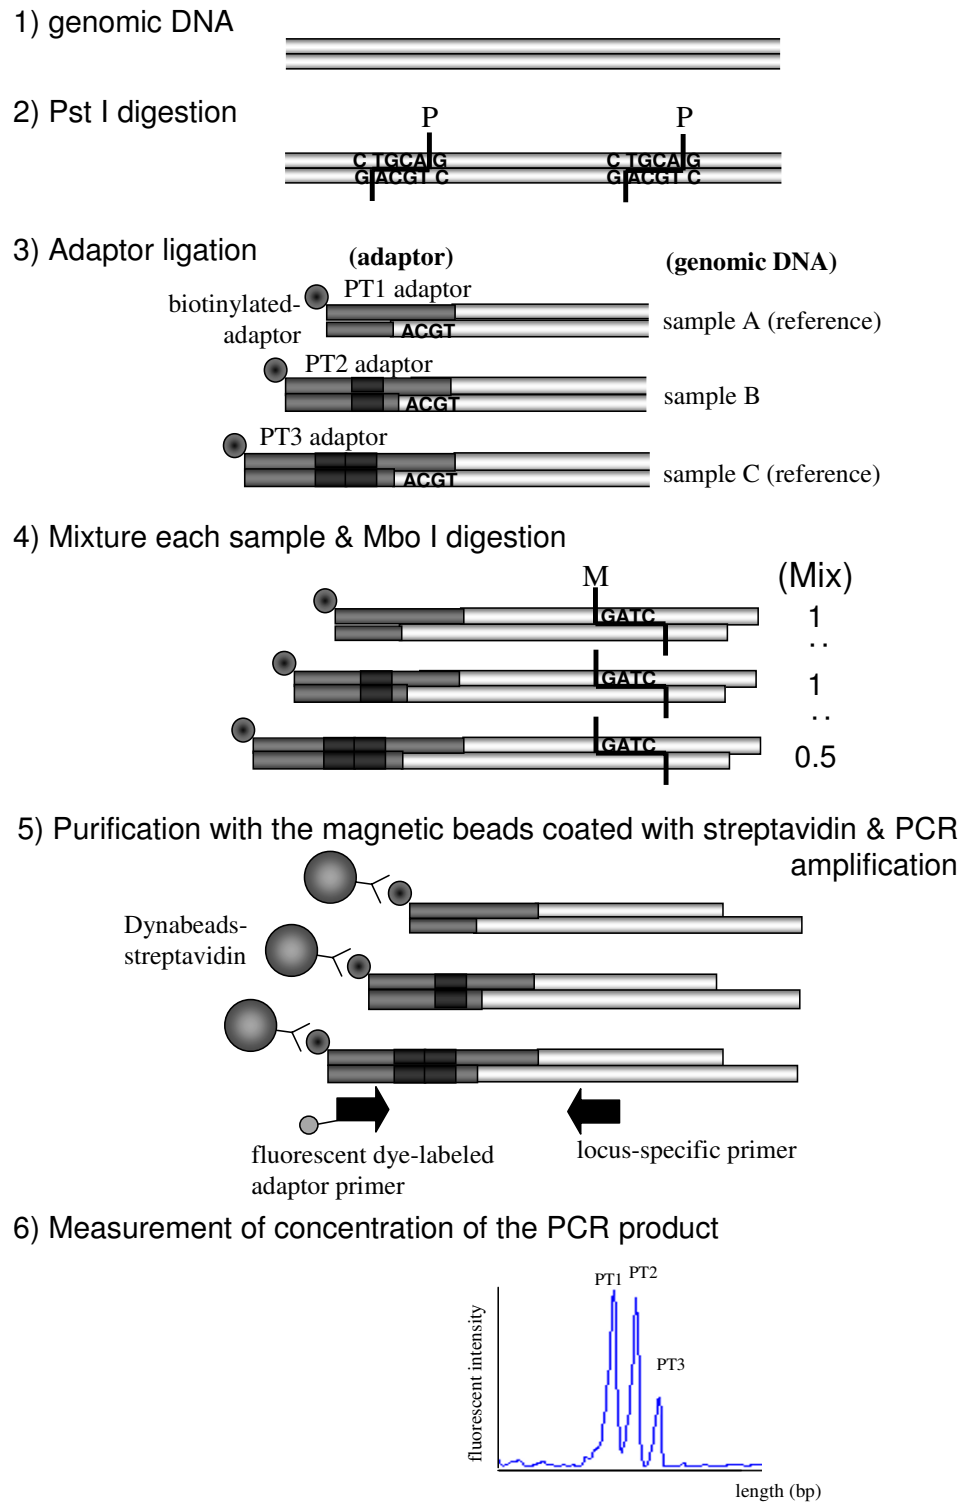 1) genomic DNA
2) Pst I digestion
P P
C TGCA G C TGCA G
G ACGT C G ACGT C
3) Adaptor ligation
(adaptor)
(genomic DNA)
biotinylated-
adaptor
PT1 adaptor
ACGT
sample A (reference)
PT2 adaptor
ACGT
sample B
PT3 adaptor
ACGT
sample C (reference)
4) Mixture each sample & Mbo I digestion
M
(Mix)
GATC
1
: 
GATC
1
:
GATC
0.5
5) Purification with the magnetic beads coated with streptavidin & PCR
amplification
Dynabeads-
streptavidin
fluorescent dye-labeled
adaptor primer
locus-specific primer
6) Measurement of concentration of the PCR product
PT1 PT2
PT3
fluorescent intensity
length (bp)